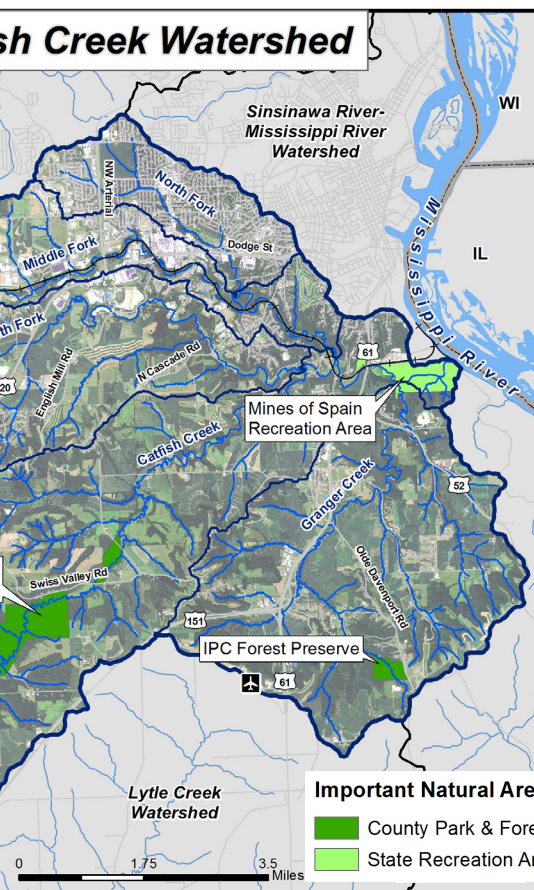 sh Creek Watershed
WI
Sinsinawa River-
Mississippi River
Watershed
NW Arterial
North Fork
Mississippi River
Dodge St
Middle Fork
IL
th Fork
61
N Cascade Rd
English Mill Rd
20
Mines of Spain
Recreation Area
Catfish Creek
Granger Creek
52
Swiss Valley Rd
Olde Davenport Rd
151
IPC Forest Preserve
61
Lytle Creek
Watershed
Important Natural Are
County Park & Fore
State Recreation Ar
0 1.75 3.5
Miles